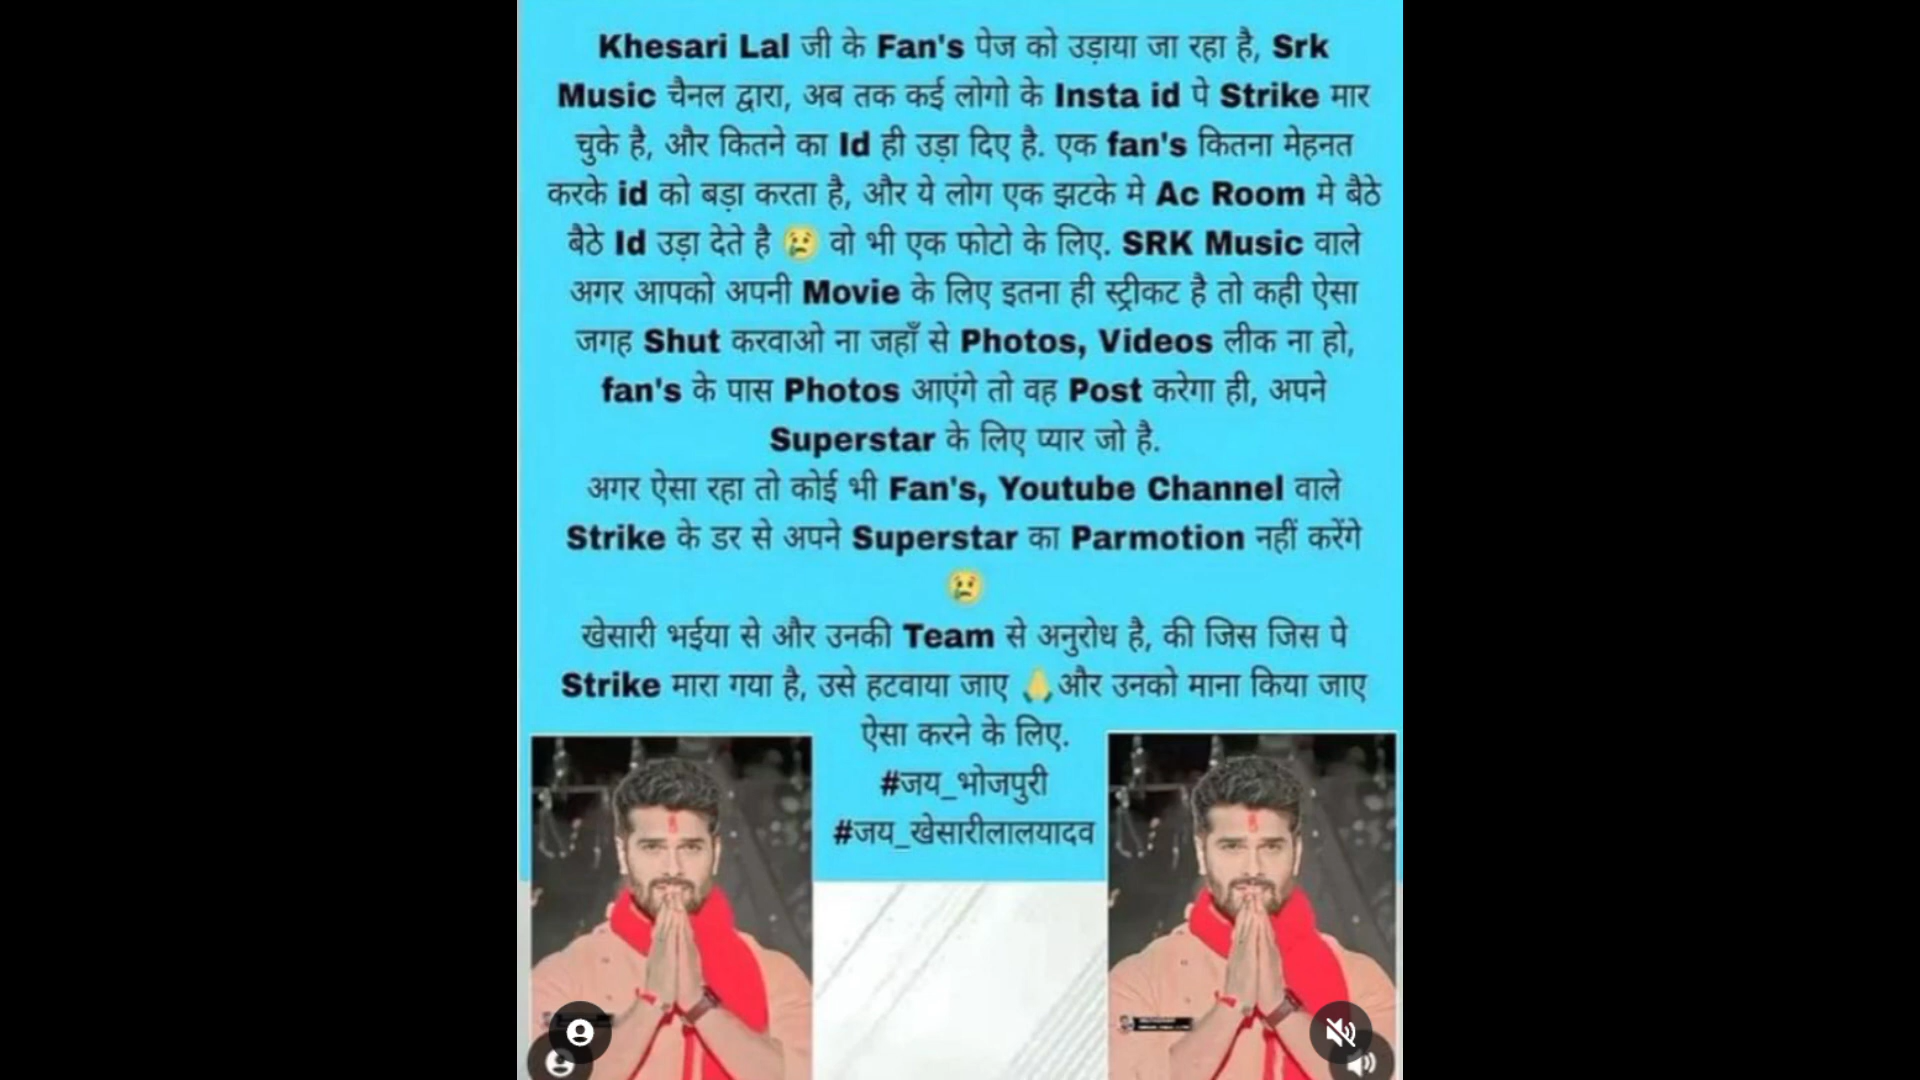 Khesari Lal जी के Fan's पेज को उड़ाया जा रहा है, Srk
Music चैनल द्वारा, अब तक कई लोगो के Insta id पे Strike मार
चुके है, और कितने का Id ही उड़ा दिए है. एक fan's कितना मेहनत
करके id को बड़ा करता है, और ये लोग एक झटके मे Ac Room मे बैठे
बैठे Id उड़ा देते है 😢 वो भी एक फोटो के लिए. SRK Music वाले
अगर आपको अपनी Movie के लिए इतना ही स्ट्रीकट है तो कही ऐसा
जगह Shut करवाओ ना जहाँ से Photos, Videos लीक ना हो,
fan's के पास Photos आएंगे तो वह Post करेगा ही, अपने
Superstar के लिए प्यार जो है.
अगर ऐसा रहा तो कोई भी Fan's, Youtube Channel वाले
Strike के डर से अपने Superstar का Parmotion नहीं करेंगे
😢
खेसारी भईया से और उनकी Team से अनुरोध है, की जिस जिस पे
Strike मारा गया है, उसे हटवाया जाए 🙏और उनको माना किया जाए
ऐसा करने के लिए.
#जय_भोजपुरी
#जय_खेसारीलालयादव